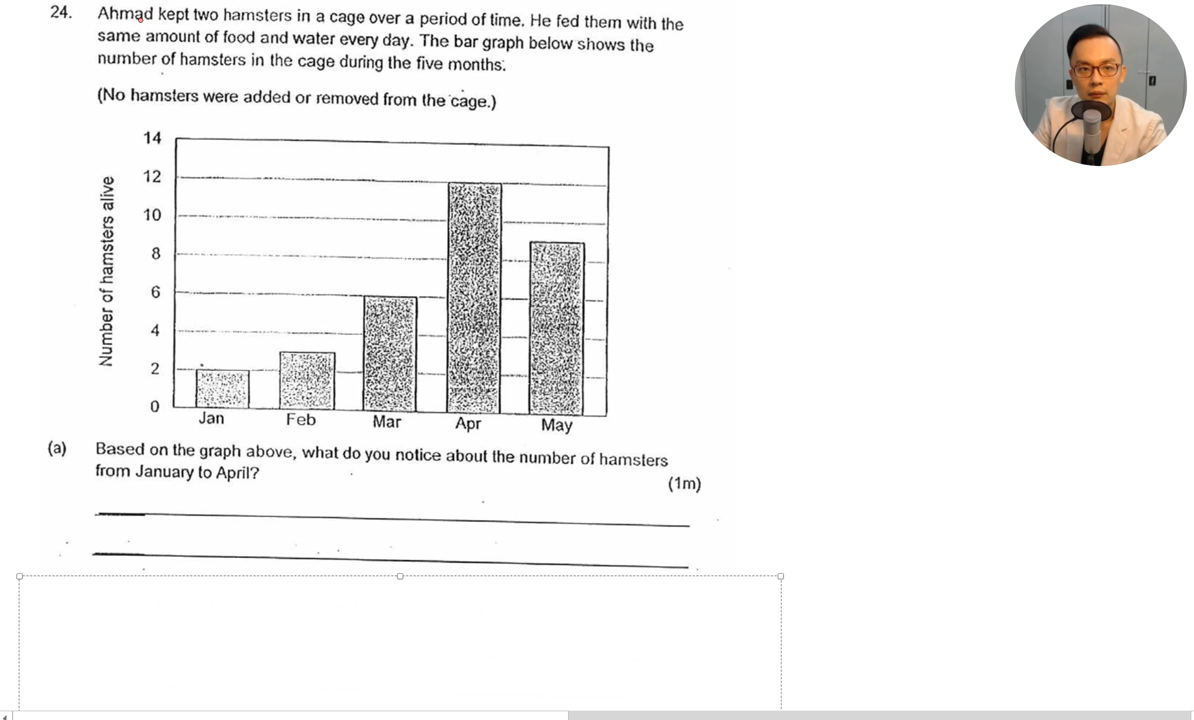 24. Ahmad kept two hamsters in a cage over a period of time. He fed them with the
same amount of food and water every day. The bar graph below shows the
number of hamsters in the cage during the five months.
(No hamsters were added or removed from the cage.)
Number of hamsters alive
14
12
10
8
6
4
2
0
Jan Feb Mar Apr May
(a) Based on the graph above, what do you notice about the number of hamsters
from January to April?
(1m)